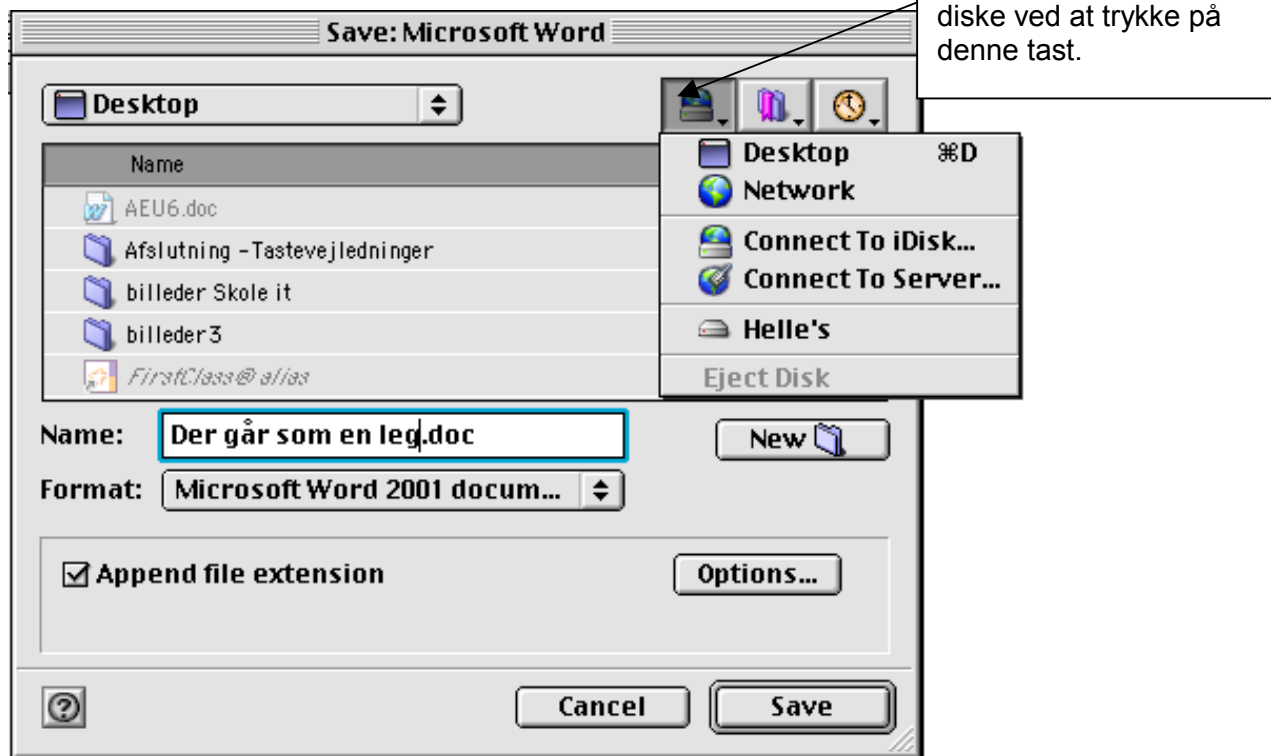 diske ved at trykke på
denne tast.
Save: Microsoft Word
Desktop
Name
AEU6.doc
Afslutning -Tastevejledninger
billeder Skole it
billeder3
FirstClass® alias
Desktop ⌘D
Network
Connect To iDisk...
Connect To Server...
Helle's
Eject Disk
Name: Der går som en leg.doc
New
Format: Microsoft Word 2001 docum...
Append file extension
Options...
Cancel
Save